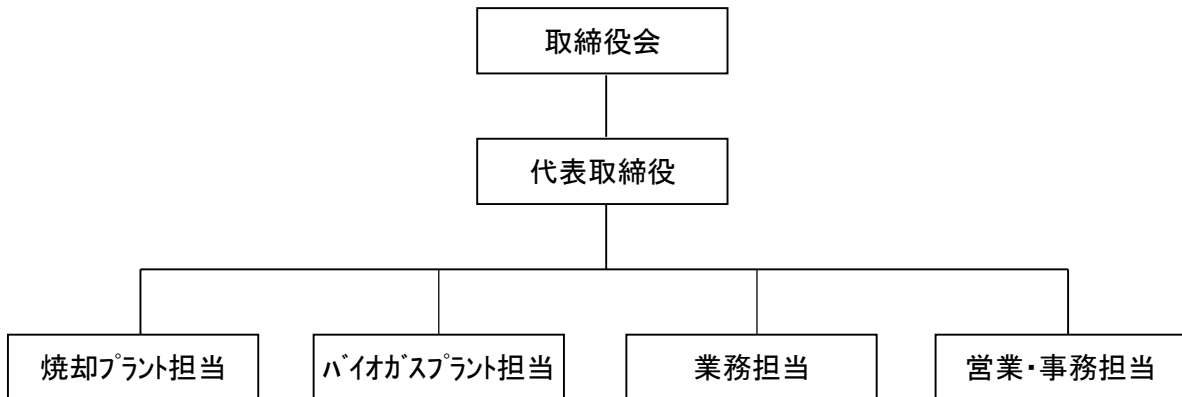 取締役会
代表取締役
焼却ﾌﾟﾗﾝﾄ担当
ﾊﾞｲｵｶﾞｽﾌﾟﾗﾝﾄ担当
業務担当
営業・事務担当